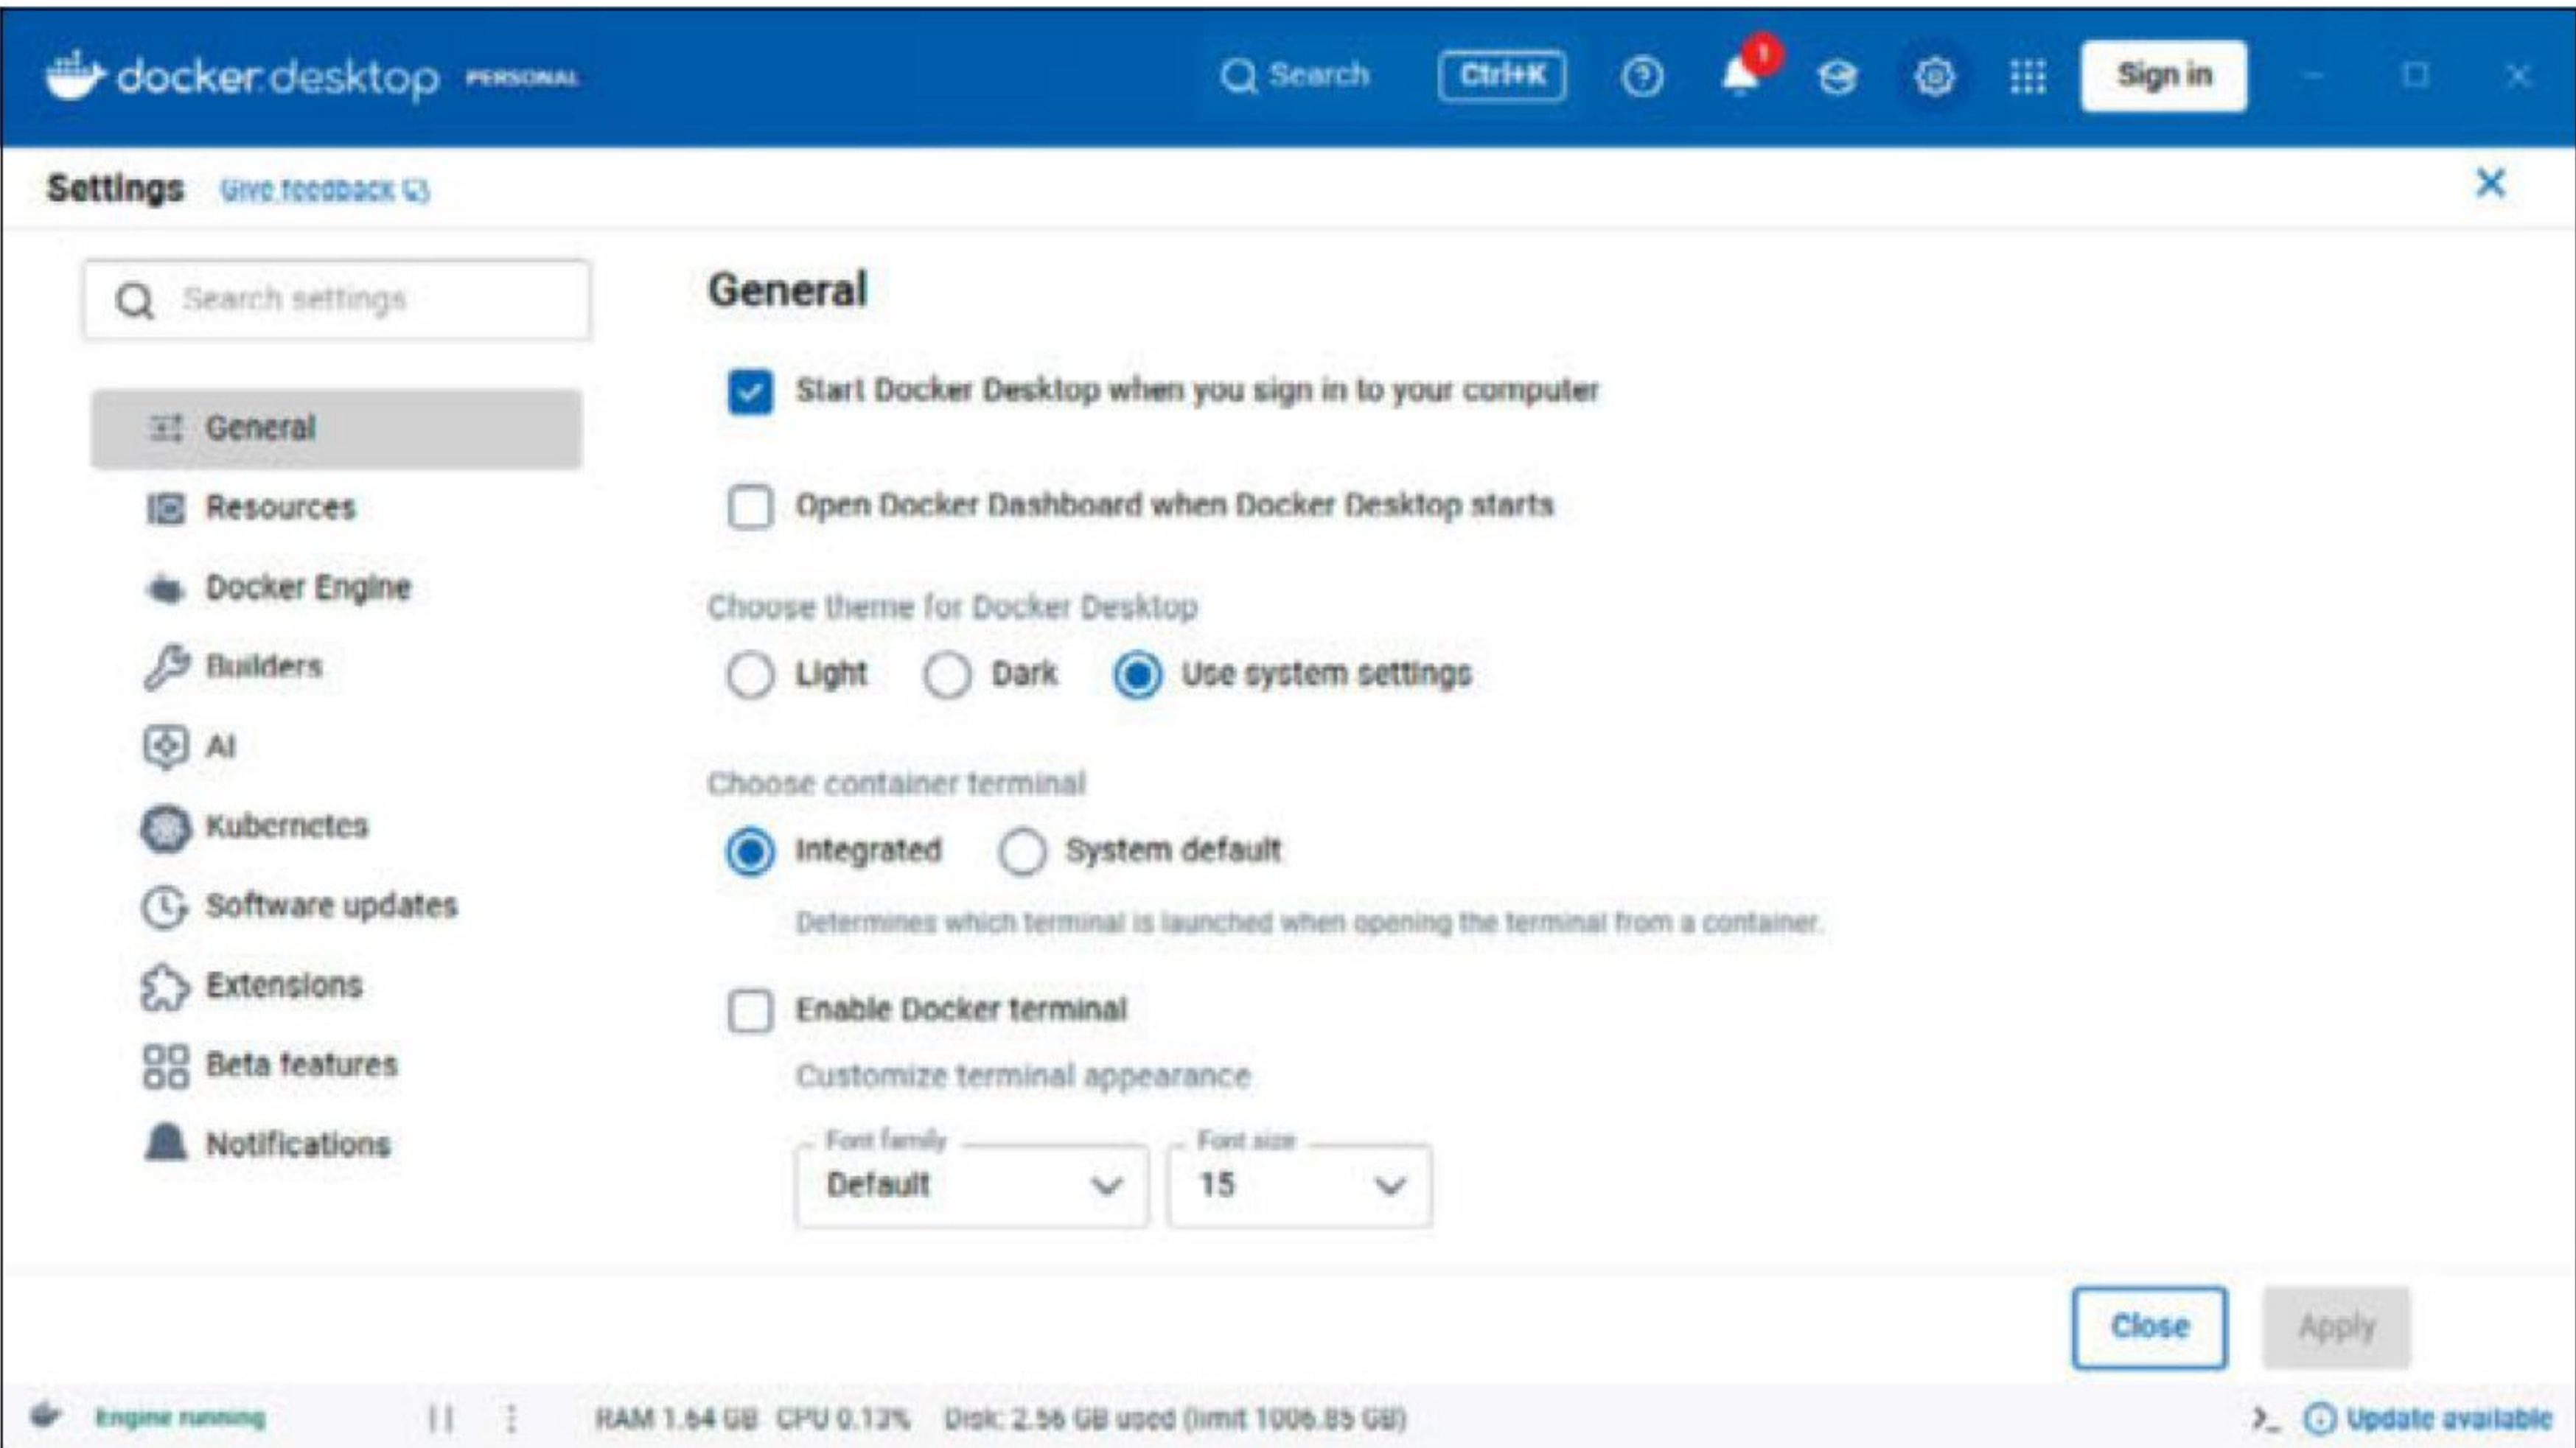 docker.desktop PERSONAL Search Ctrl+K 1 Sign in
Settings Give feedback
Search settings
General
Resources
Docker Engine
Builders
AI
Kubernetes
Software updates
Extensions
Beta features
Notifications
General
Start Docker Desktop when you sign in to your computer
Open Docker Dashboard when Docker Desktop starts
Choose theme for Docker Desktop
Light Dark Use system settings
Choose container terminal
Integrated System default
Determines which terminal is launched when opening the terminal from a container.
Enable Docker terminal
Customize terminal appearance
Font family Font size
Default 15
Close Apply
Engine running RAM 1.64 GB CPU 0.13% Disk: 2.56 GB used (limit 1006.85 GB) >_ Update available